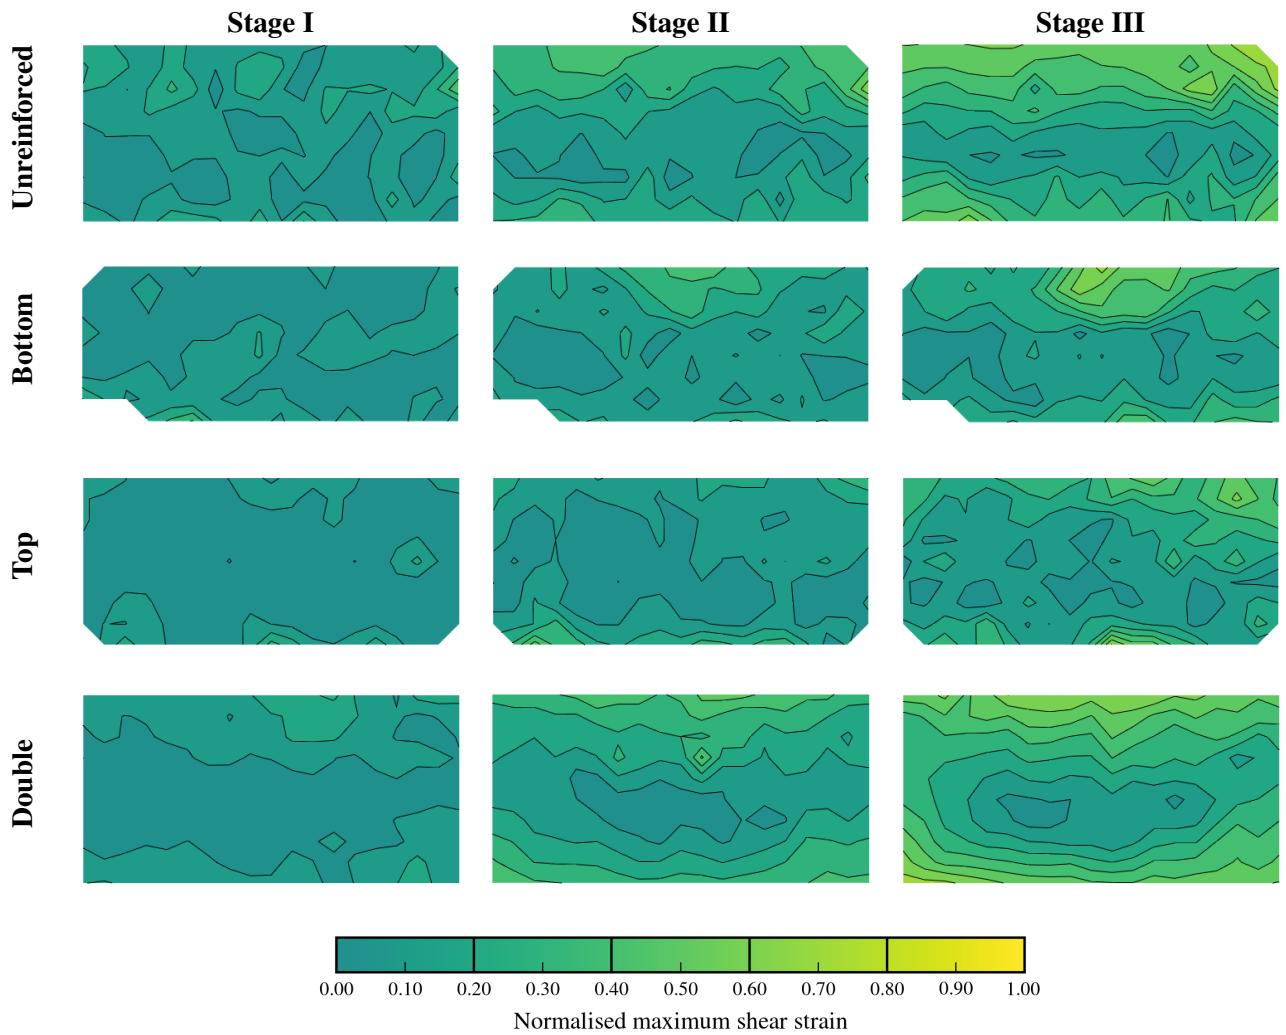 Stage I Stage II Stage III
Unreinforced
Bottom
Top
Double
0.00 0.10 0.20 0.30 0.40 0.50 0.60 0.70 0.80 0.90 1.00
Normalised maximum shear strain